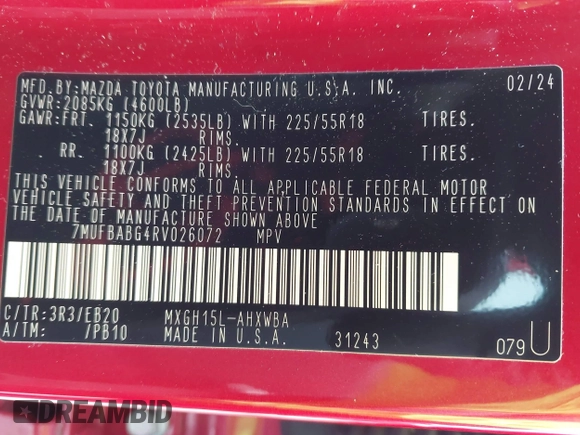 MFD.BY:MAZDA TOYOTA MANUFACTURING U.S.A. INC. 02/24
GVWR:2085KG (4600LB)
GAWR:FRT. 1150KG (2535LB) WITH 225/55R18 TIRES.
18X7J RIMS.
RR. 1100KG (2425LB) WITH 225/55R18 TIRES.
18X7J RIMS.
THIS VEHICLE CONFORMS TO ALL APPLICABLE FEDERAL MOTOR
VEHICLE SAFETY AND THEFT PREVENTION STANDARDS IN EFFECT ON
THE DATE OF MANUFACTURE SHOWN ABOVE
7MUFBABG4RV026072 MPV
C/TR:3R3/EB20 MXGH15L-AHXWBA
A/TM: /PB10 MADE IN U.S.A. 31243 079 U
DREAMBID